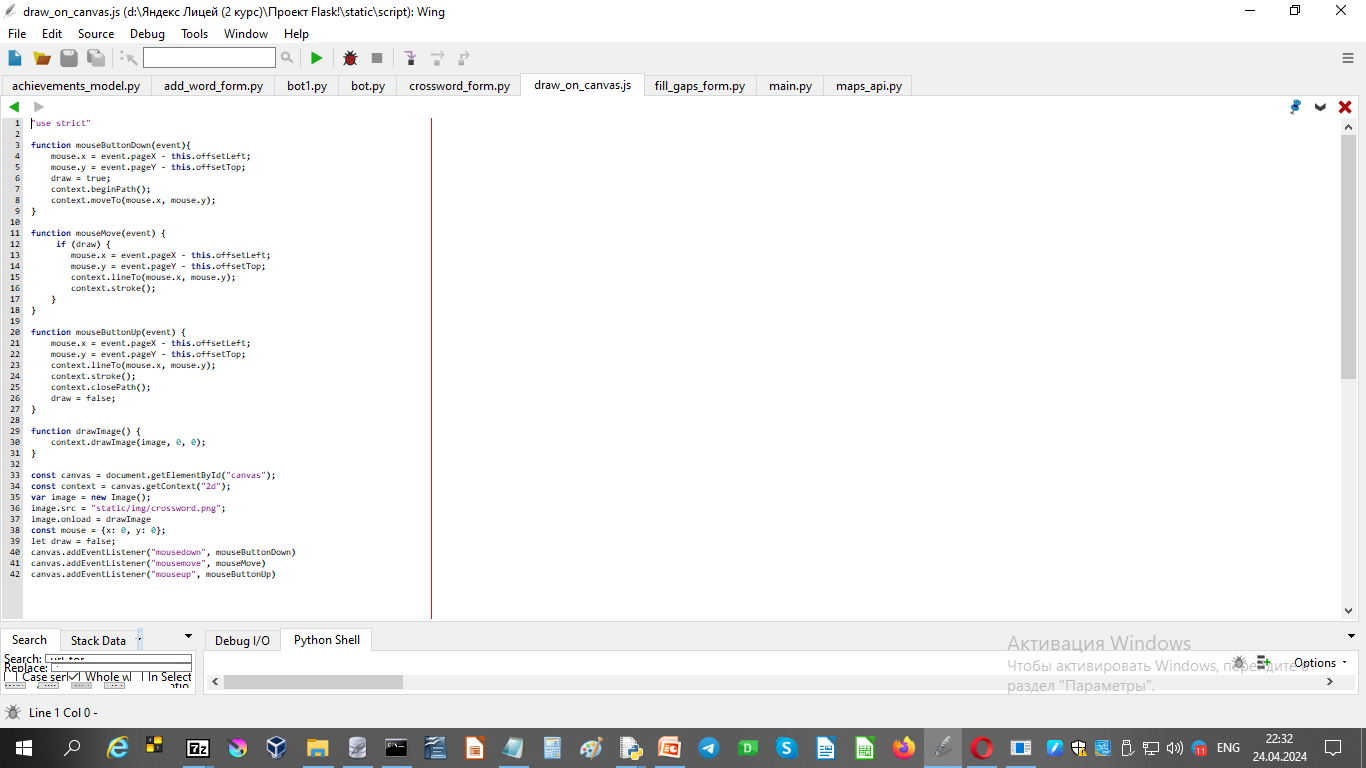 draw_on_canvas.js (d:\Яндекс Лицей (2 курс)\Проект Flask!\static\script): Wing
File Edit Source Debug Tools Window Help
achievements_model.py add_word_form.py bot1.py bot.py crossword_form.py draw_on_canvas.js fill_gaps_form.py main.py maps_api.py
1 "use strict"
2
3 function mouseButtonDown(event){
4 mouse.x = event.pageX - this.offsetLeft;
5 mouse.y = event.pageY - this.offsetTop;
6 draw = true;
7 context.beginPath();
8 context.moveTo(mouse.x, mouse.y);
9 }
10
11 function mouseMove(event) {
12 if (draw) {
13 mouse.x = event.pageX - this.offsetLeft;
14 mouse.y = event.pageY - this.offsetTop;
15 context.lineTo(mouse.x, mouse.y);
16 context.stroke();
17 }
18 }
19
20 function mouseButtonUp(event) {
21 mouse.x = event.pageX - this.offsetLeft;
22 mouse.y = event.pageY - this.offsetTop;
23 context.lineTo(mouse.x, mouse.y);
24 context.stroke();
25 context.closePath();
26 draw = false;
27 }
28
29 function drawImage() {
30 context.drawImage(image, 0, 0);
31 }
32
33 const canvas = document.getElementById("canvas");
34 const context = canvas.getContext("2d");
35 var image = new Image();
36 image.src = "static/img/crossword.png";
37 image.onload = drawImage
38 const mouse = {x: 0, y: 0};
39 let draw = false;
40 canvas.addEventListener("mousedown", mouseButtonDown)
41 canvas.addEventListener("mousemove", mouseMove)
42 canvas.addEventListener("mouseup", mouseButtonUp)
Search Stack Data Debug I/O Python Shell
Search:
Replace:
Case Whole In Select
Options
Активация Windows
Чтобы активировать Windows, перейдите в
раздел "Параметры".
Line 1 Col 0 -
7z
D
11
ENG
22:32
24.04.2024